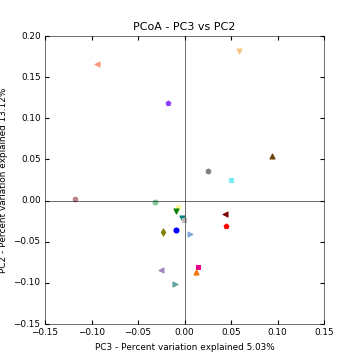 PCoA - PC3 vs PC2
PC2 - Percent variation explained 13.12%
0.20
0.15
0.10
0.05
0.00
−0.05
−0.10
−0.15
−0.15 −0.10 −0.05 0.00 0.05 0.10 0.15
PC3 - Percent variation explained 5.03%